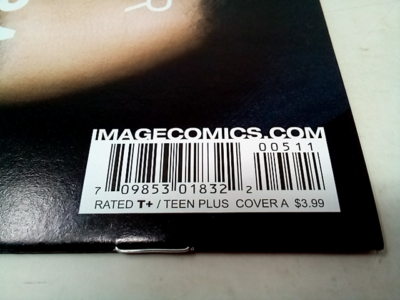 IMAGECOMICS.COM
00511
7 09853 01832 2
RATED T+ / TEEN PLUS COVER A $3.99